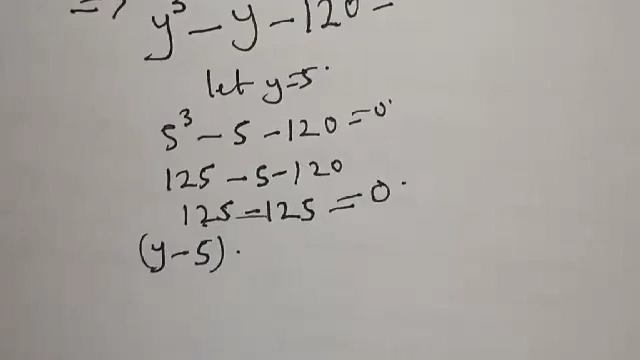 => y³ - y - 120 =
let y=5.
5³ - 5 - 120 = 0.
125 - 5 - 120
125 - 125 = 0.
(y - 5).